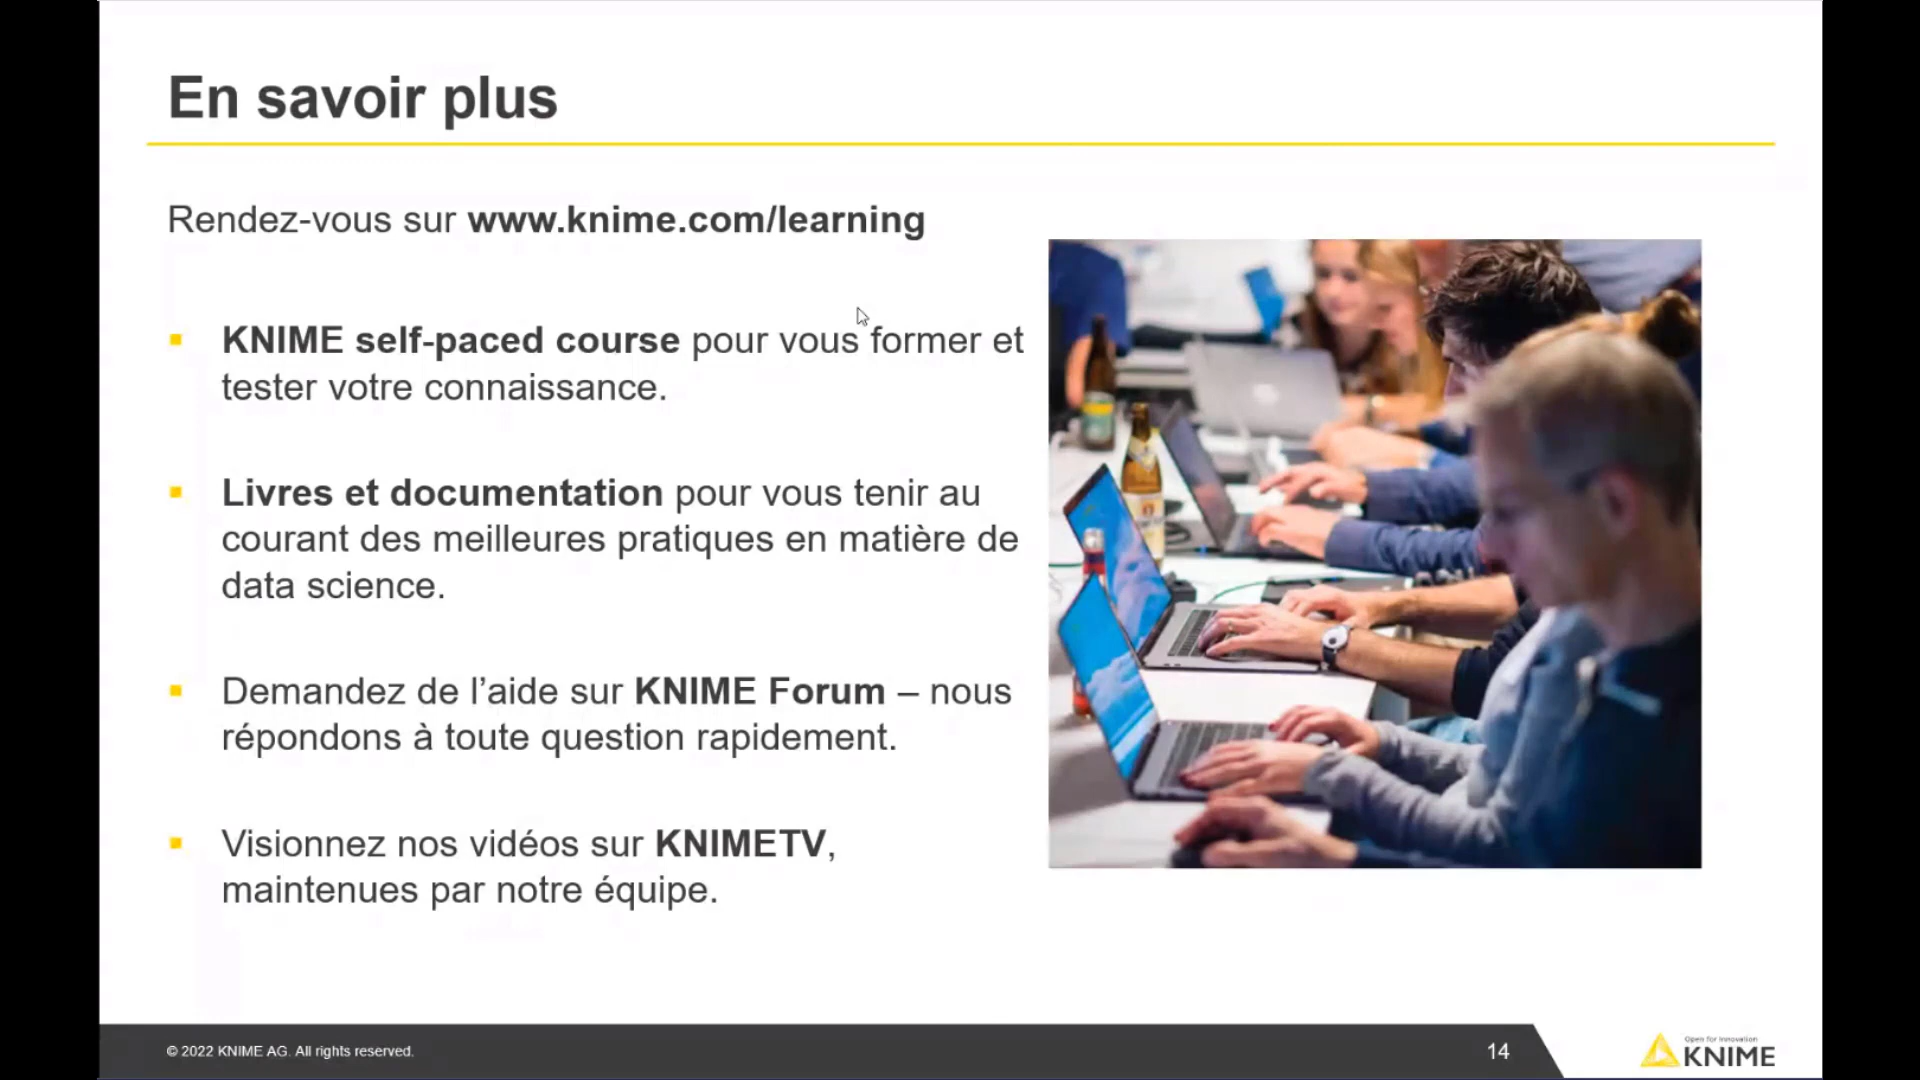 En savoir plus
Rendez-vous sur www.knime.com/learning
KNIME self-paced course pour vous former et
tester votre connaissance.
Livres et documentation pour vous tenir au
courant des meilleures pratiques en matière de
data science.
Demandez de l’aide sur KNIME Forum – nous
répondons à toute question rapidement.
Visionnez nos vidéos sur KNIMETV,
maintenues par notre équipe.
© 2022 KNIME AG. All rights reserved.
14
Open for Innovation
KNIME